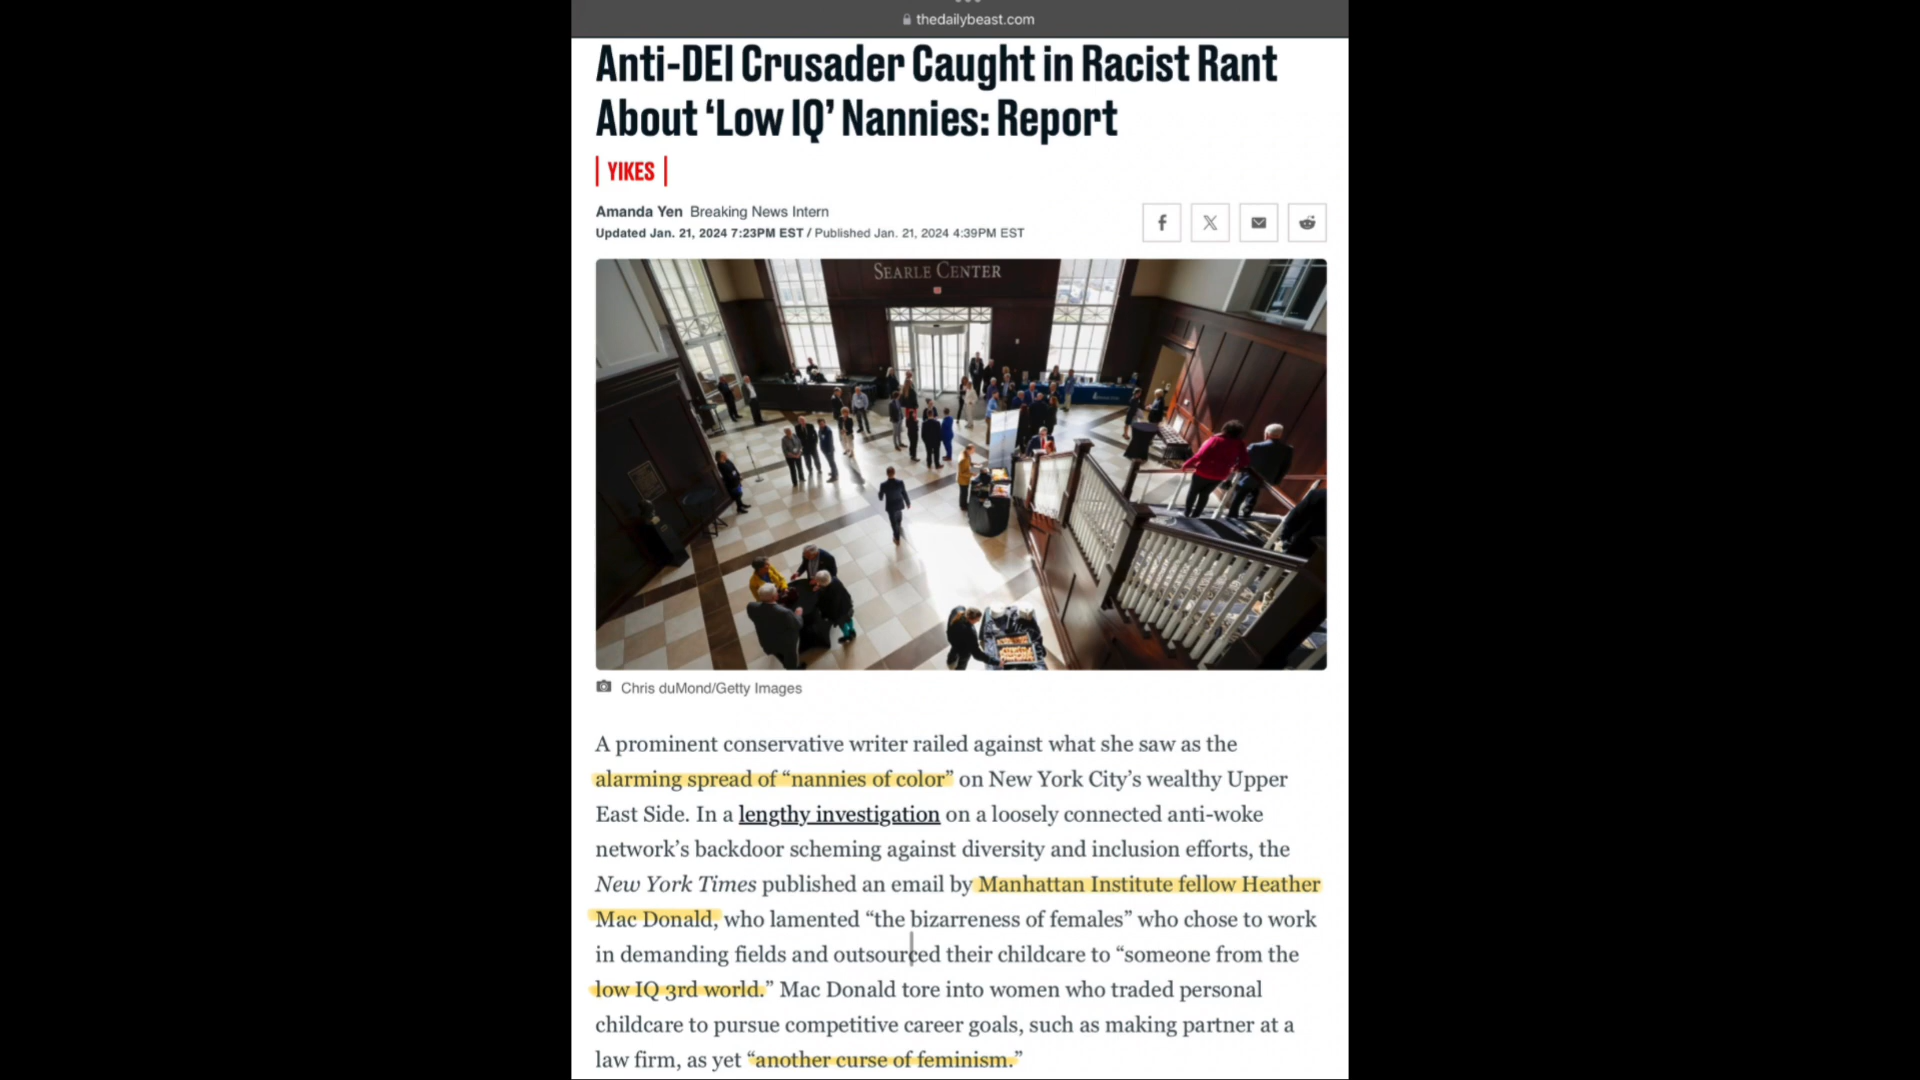 thedailybeast.com
Anti-DEI Crusader Caught in Racist Rant
About ‘Low IQ’ Nannies: Report
YIKES
Amanda Yen Breaking News Intern
Updated Jan. 21, 2024 7:23PM EST / Published Jan. 21, 2024 4:39PM EST
SEARLE CENTER
Chris duMond/Getty Images
A prominent conservative writer railed against what she saw as the
alarming spread of “nannies of color” on New York City’s wealthy Upper
East Side. In a lengthy investigation on a loosely connected anti-woke
network’s backdoor scheming against diversity and inclusion efforts, the
New York Times published an email by Manhattan Institute fellow Heather
Mac Donald, who lamented “the bizarreness of females” who chose to work
in demanding fields and outsourced their childcare to “someone from the
low IQ 3rd world.” Mac Donald tore into women who traded personal
childcare to pursue competitive career goals, such as making partner at a
law firm, as yet “another curse of feminism.”